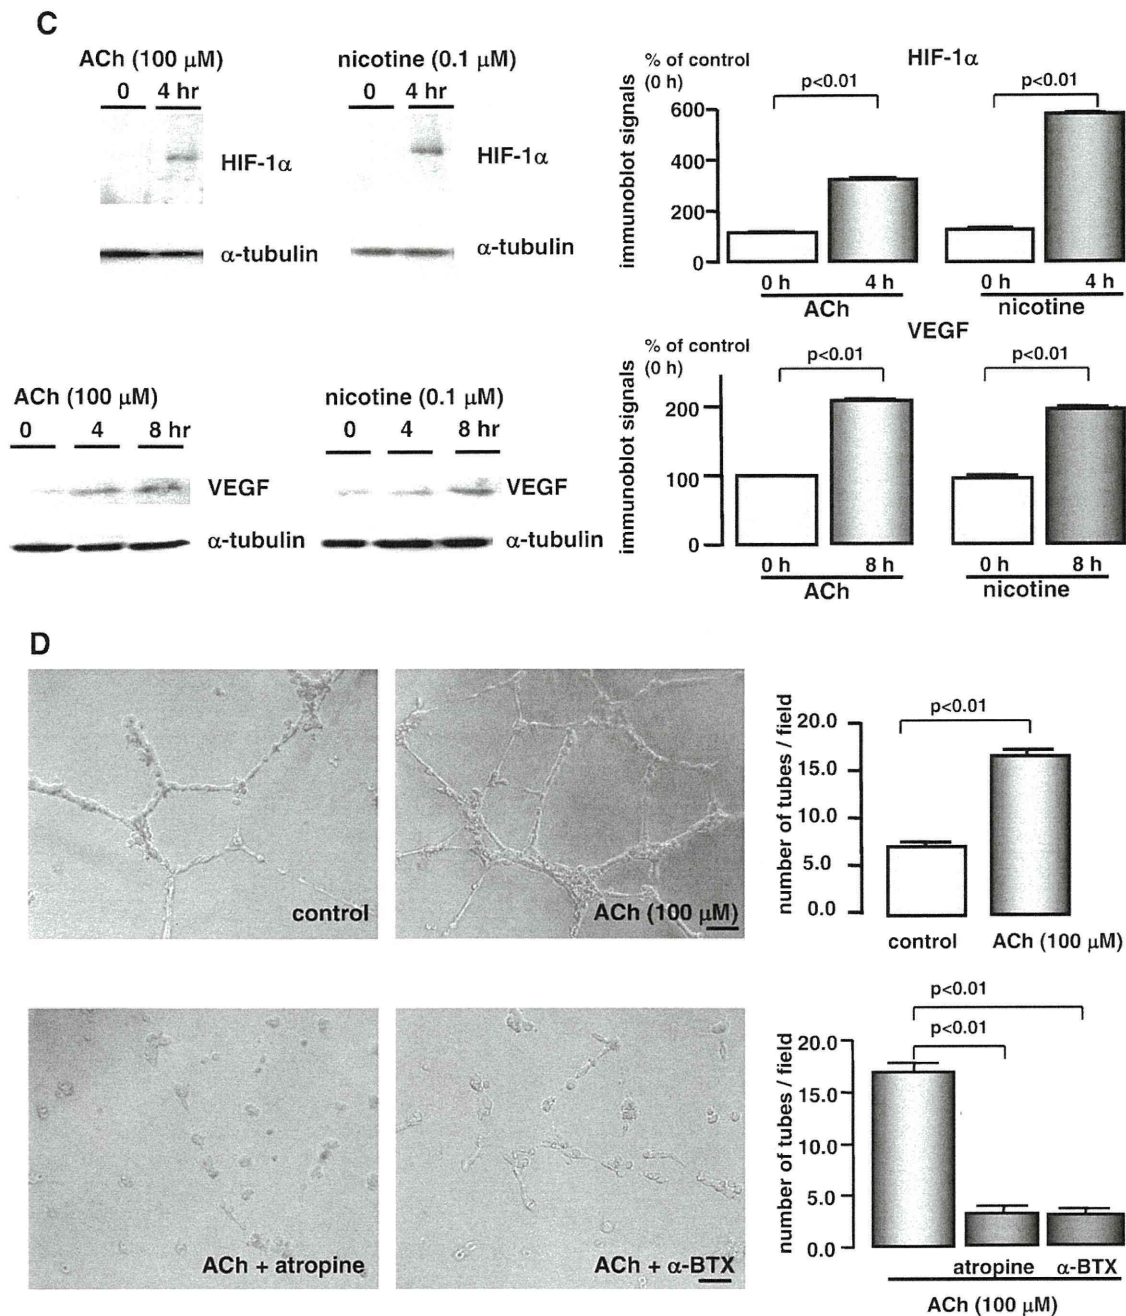 C
ACh (100 μM)
0 4 hr
HIF-1α
α-tubulin
nicotine (0.1 μM)
0 4 hr
HIF-1α
α-tubulin
HIF-1α
% of control
(0 h)
immunoblot signals
600
400
200
0
p<0.01
p<0.01
0 h 4 h 0 h 4 h
ACh nicotine
ACh (100 μM)
0 4 8 hr
VEGF
α-tubulin
nicotine (0.1 μM)
0 4 8 hr
VEGF
α-tubulin
VEGF
% of control
(0 h)
immunoblot signals
200
100
0
p<0.01
p<0.01
0 h 8 h 0 h 8 h
ACh nicotine
D
control
ACh (100 μM)
number of tubes / field
20.0
15.0
10.0
5.0
0.0
p<0.01
control ACh (100 μM)
ACh + atropine
ACh + α-BTX
number of tubes / field
20.0
15.0
10.0
5.0
0.0
p<0.01
p<0.01
atropine α-BTX
ACh (100 μM)